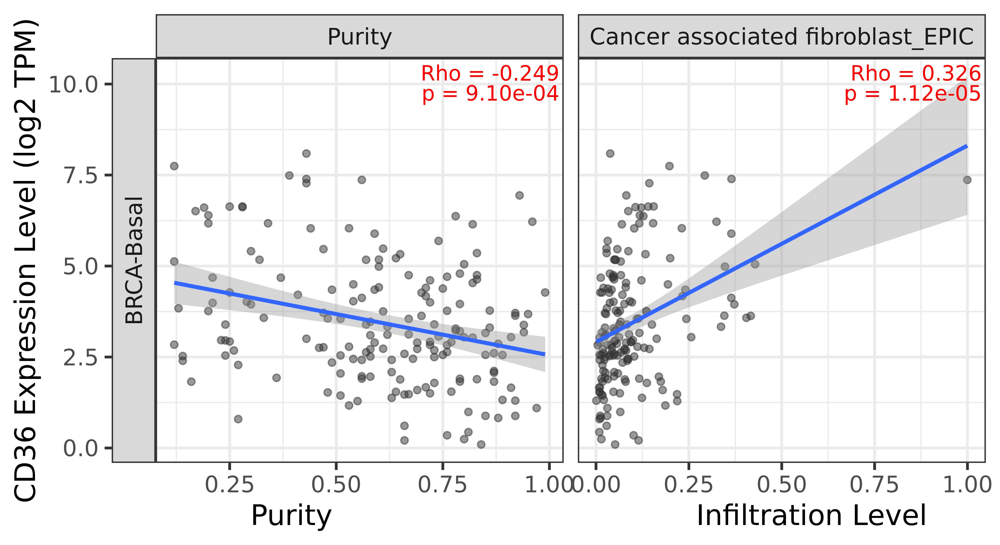 Purity
Cancer associated fibroblast_EPIC
CD36 Expression Level (log2 TPM)
BRCA-Basal
Rho = -0.249
p = 9.10e-04
Rho = 0.326
p = 1.12e-05
10.0
7.5
5.0
2.5
0.0
0.25 0.50 0.75 1.00
0.00 0.25 0.50 0.75 1.00
Purity
Infiltration Level